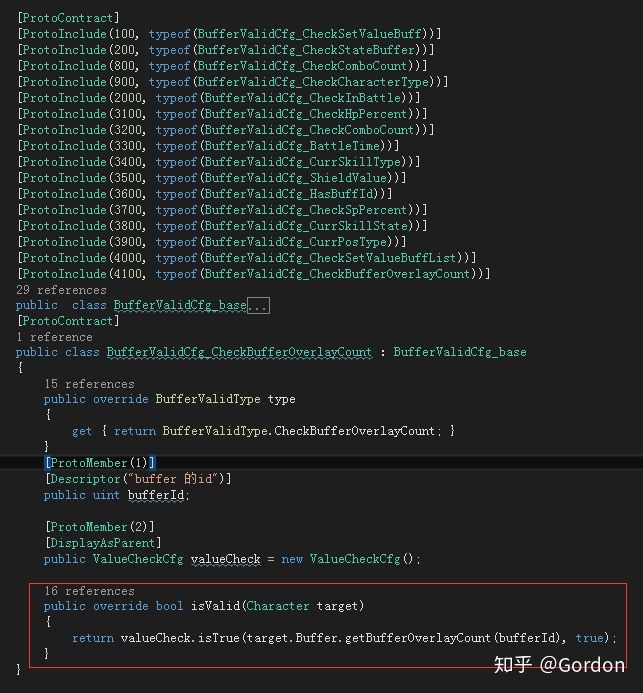 [ProtoContract]
[ProtoInclude(100, typeof(BufferValidCfg_CheckSetValueBuff))]
[ProtoInclude(200, typeof(BufferValidCfg_CheckStateBuffer))]
[ProtoInclude(800, typeof(BufferValidCfg_CheckComboCount))]
[ProtoInclude(900, typeof(BufferValidCfg_CheckCharacterType))]
[ProtoInclude(2000, typeof(BufferValidCfg_CheckInBattle))]
[ProtoInclude(3100, typeof(BufferValidCfg_CheckHpPercent))]
[ProtoInclude(3200, typeof(BufferValidCfg_CheckComboCount))]
[ProtoInclude(3300, typeof(BufferValidCfg_BattleTime))]
[ProtoInclude(3400, typeof(BufferValidCfg_CurrSkillType))]
[ProtoInclude(3500, typeof(BufferValidCfg_ShieldValue))]
[ProtoInclude(3600, typeof(BufferValidCfg_HasBuffId))]
[ProtoInclude(3700, typeof(BufferValidCfg_CheckSpPercent))]
[ProtoInclude(3800, typeof(BufferValidCfg_CurrSkillState))]
[ProtoInclude(3900, typeof(BufferValidCfg_CurrPosType))]
[ProtoInclude(4000, typeof(BufferValidCfg_CheckSetValueBuffList))]
[ProtoInclude(4100, typeof(BufferValidCfg_CheckBufferOverlayCount))]
29 references
public  class BufferValidCfg_base...
[ProtoContract]
1 reference
public class BufferValidCfg_CheckBufferOverlayCount : BufferValidCfg_base
{
15 references
public override BufferValidType type
{
get { return BufferValidType.CheckBufferOverlayCount; }
}
[ProtoMember(1)]
[Descriptor("buffer 的id")]
public uint bufferId;
[ProtoMember(2)]
[DisplayAsParent]
public ValueCheckCfg valueCheck = new ValueCheckCfg();
16 references
public override bool isValid(Character target)
{
return valueCheck.isTrue(target.Buffer.getBufferOverlayCount(bufferId), true);
}
}
知乎 @Gordon